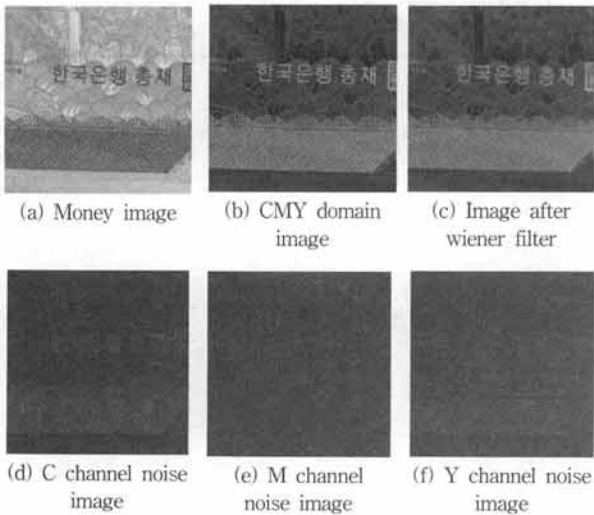 한국은행 총재
한국은행 총재
한국은행 총재
(a) Money image
(b) CMY domain
image
(c) Image after
wiener filter
(d) C channel noise
image
(e) M channel
noise image
(f) Y channel noise
image